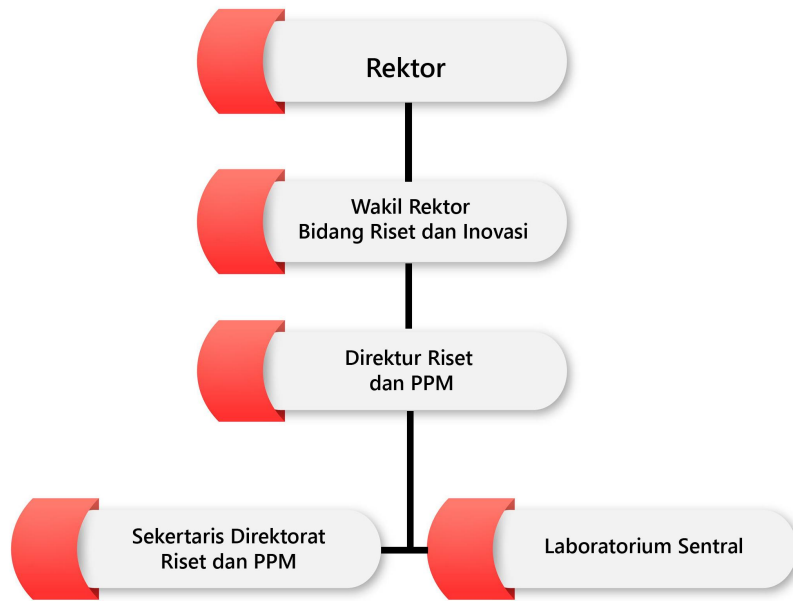 Rektor
Wakil Rektor
Bidang Riset dan Inovasi
Direktur Riset
dan PPM
Sekertaris Direktorat
Riset dan PPM
Laboratorium Sentral